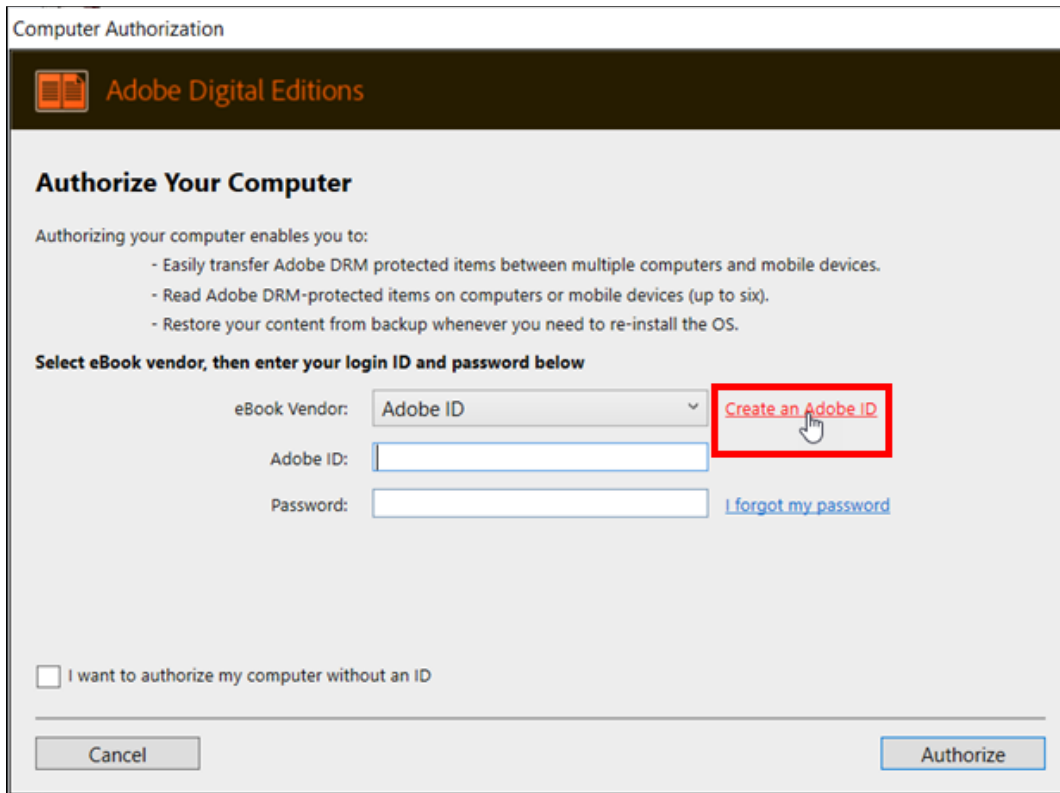 Computer Authorization
Adobe Digital Editions
Authorize Your Computer
Authorizing your computer enables you to:
- Easily transfer Adobe DRM protected items between multiple computers and mobile devices.
- Read Adobe DRM-protected items on computers or mobile devices (up to six).
- Restore your content from backup whenever you need to re-install the OS.
Select eBook vendor, then enter your login ID and password below
eBook Vendor: Adobe ID Create an Adobe ID
Adobe ID:
Password: I forgot my password
I want to authorize my computer without an ID
Cancel Authorize